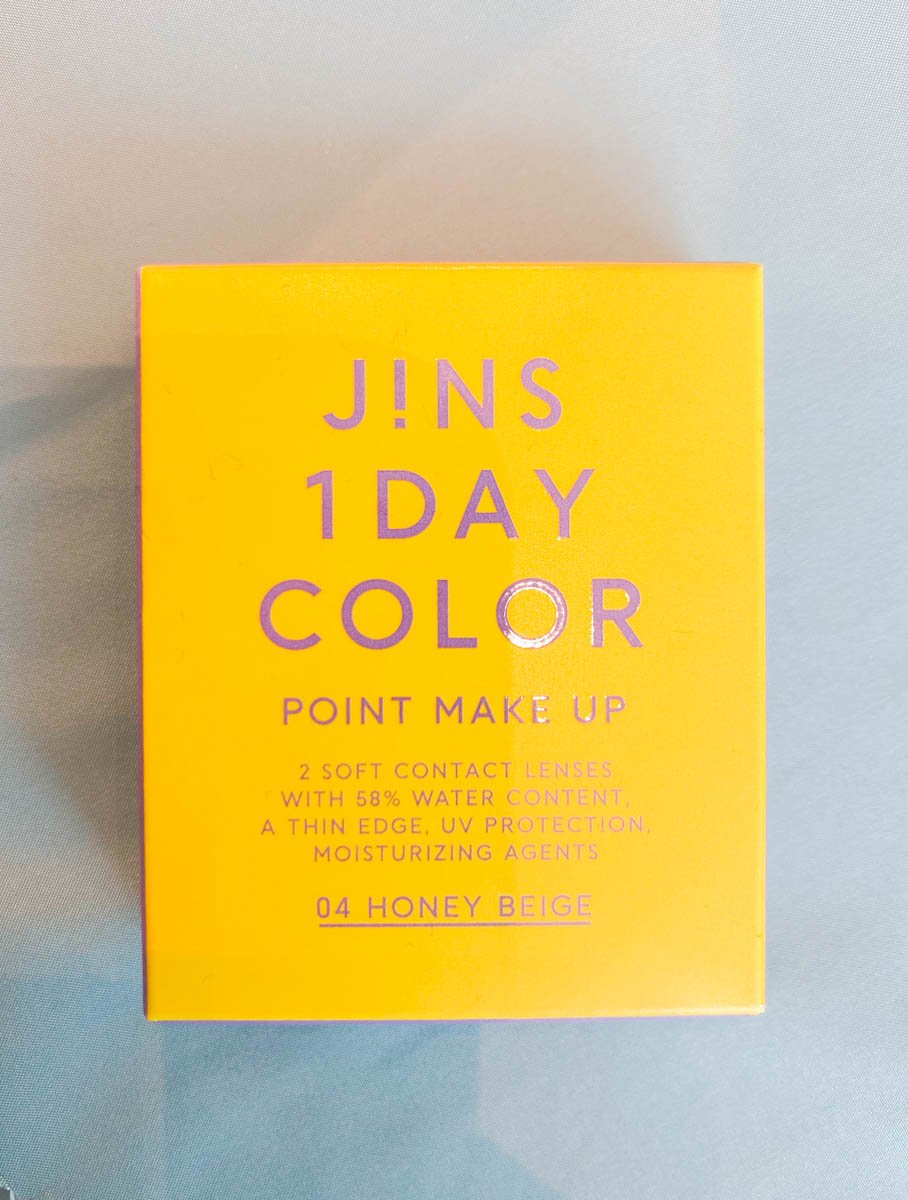 J!NS
1DAY
COLOR
POINT MAKE UP
2 SOFT CONTACT LENSES
WITH 58% WATER CONTENT,
A THIN EDGE, UV PROTECTION,
MOISTURIZING AGENTS
04 HONEY BEIGE